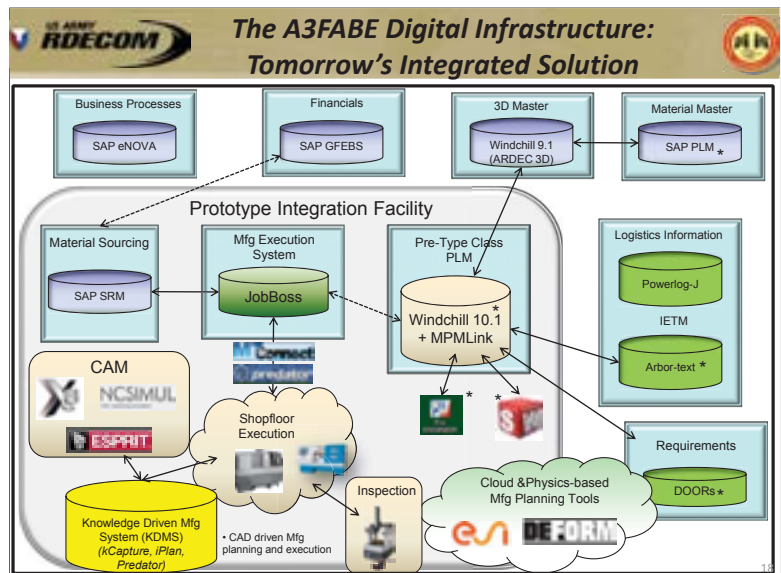 US ARMY
RDECOM
The A3FABE Digital Infrastructure:
Tomorrow's Integrated Solution
Business Processes
SAP eNOVA
Financials
SAP GFEBS
3D Master
Windchill 9.1
(ARDEC 3D)
Material Master
SAP PLM *
Prototype Integration Facility
Material Sourcing
SAP SRM
Mfg Execution
System
JobBoss
Pre-Type Class
PLM
*
Windchill 10.1
+ MPMLink
Logistics Information
Powerlog-J
IETM
Arbor-text *
MTConnect
predator
*
*
CAM
NCSIMUL
ESPRIT
Shopfloor
Execution
Requirements
DOORs *
Inspection
Cloud &Physics-based
Mfg Planning Tools
esi
DEFORM
Knowledge Driven Mfg
System (KDMS)
(kCapture, iPlan,
Predator)
• CAD driven Mfg
planning and execution
18